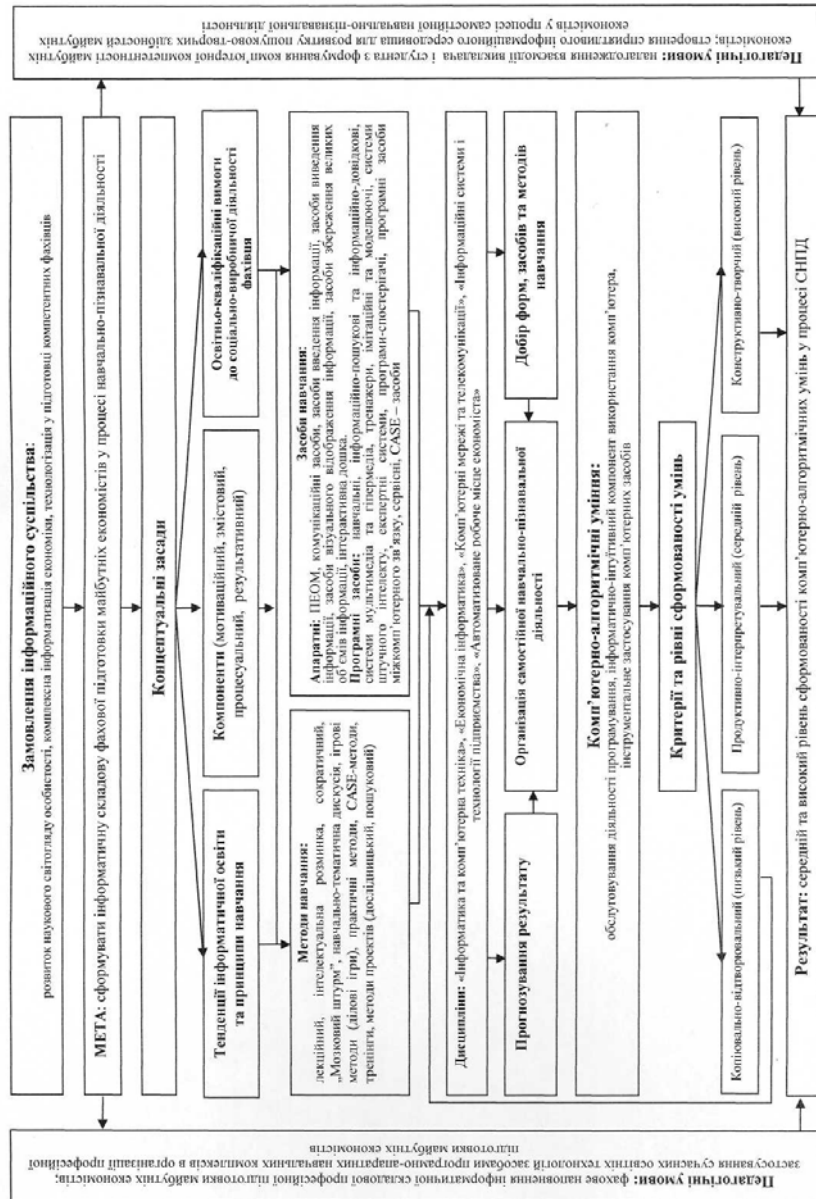 Замовлення інформаційного суспільства:
розвиток наукового світогляду особистості, комплексна інформатизація економіки, технологізація у підготовці компетентних фахівців
МЕТА: сформувати інформатичну складову фахової підготовки майбутніх економістів у процесі навчально-пізнавальної діяльності
Концептуальні засади
Тенденції інформатичної освіти
та принципи навчання
Компоненти (мотиваційний, змістовий,
процесуальний, результативний)
Освітньо-кваліфікаційні вимоги
до соціально-виробничої діяльності
фахівця
Методи навчання:
лекційний, інтелектуальна розминка, сократичний,
„Мозковий штурм”, навчально-тематична дискусія, ігрові
методи (ділові ігри), практичні методи, CASE-методи,
тренінги, методи проектів (дослідницький, пошуковий)
Засоби навчання:
Апаратні: ПЕОМ, комунікаційні засоби, засоби введення інформації, засоби виведення
інформації, засоби візуального відображення інформації, засоби збереження великих
об'ємів інформації, інтерактивна дошка.
Програмні засоби: навчальні, інформаційно-пошукові та інформаційно-довідкові,
системи мультимедіа та гіпермедіа, тренажери, імітаційні та моделюючі, системи
штучного інтелекту, експертні системи, програми-спостерігачі, програмні засоби
міжкомп'ютерного зв'язку, сервісні, CASE – засоби
Дисципліни: «Інформатика та комп'ютерна техніка», «Економічна інформатика», «Комп'ютерні мережі та телекомунікації», «Інформаційні системи і
технології підприємства», «Автоматизоване робоче місце економіста»
Прогнозування результату
Організація самостійної навчально-пізнавальної
діяльності
Добір форм, засобів та методів
навчання
Комп'ютерно-алгоритмічні уміння:
обслуговування діяльності програмування, інформатично-інтуїтивний компонент використання комп'ютера,
інструментальне застосування комп'ютерних засобів
Критерії та рівні сформованості умінь
Копіювально-відтворювальний (низький рівень)
Продуктивно-інтерпретувальний (середній рівень)
Конструктивно-творчий (високий рівень)
Результат: середній та високий рівень сформованості комп'ютерно-алгоритмічних умінь у процесі СНПД
Педагогічні умови: фахове наповнення інформатичної складової професійної підготовки майбутніх економістів;
застосування сучасних освітніх технологій засобами програмно-апаратних навчальних комплексів в організації професійної
підготовки майбутніх економістів
Педагогічні умови: налагодження взаємодії викладача і студента з формування комп'ютерної компетентності майбутніх
економістів; створення сприятливого інформаційного середовища для розвитку пошуково-творчих здібностей майбутніх
економістів у процесі самостійної навчально-пізнавальної діяльності